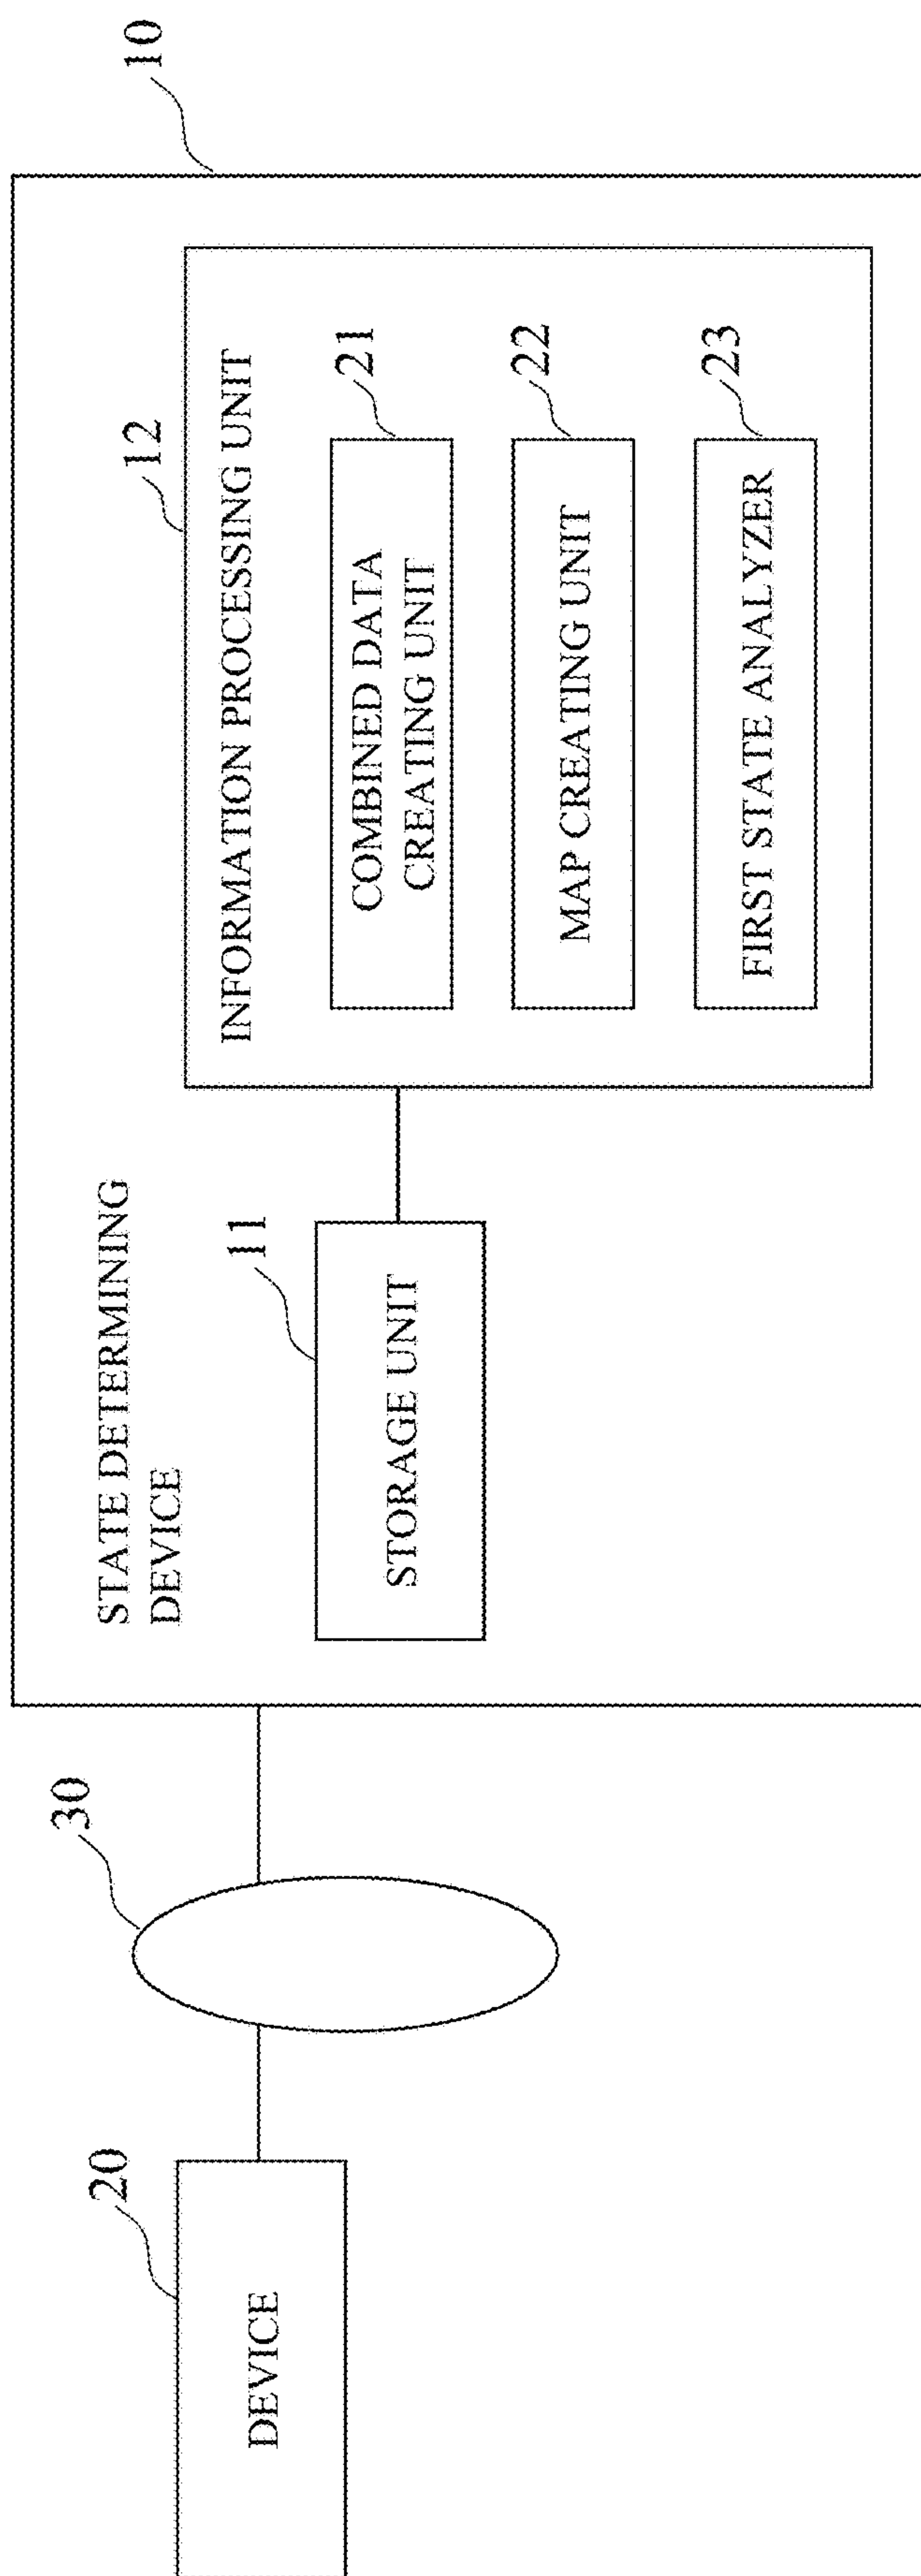 10
STATE DETERMINING
DEVICE
12
INFORMATION PROCESSING UNIT
COMBINED DATA
CREATING UNIT
21
MAP CREATING UNIT
22
FIRST STATE ANALYZER
23
11
STORAGE UNIT
30
20
DEVICE